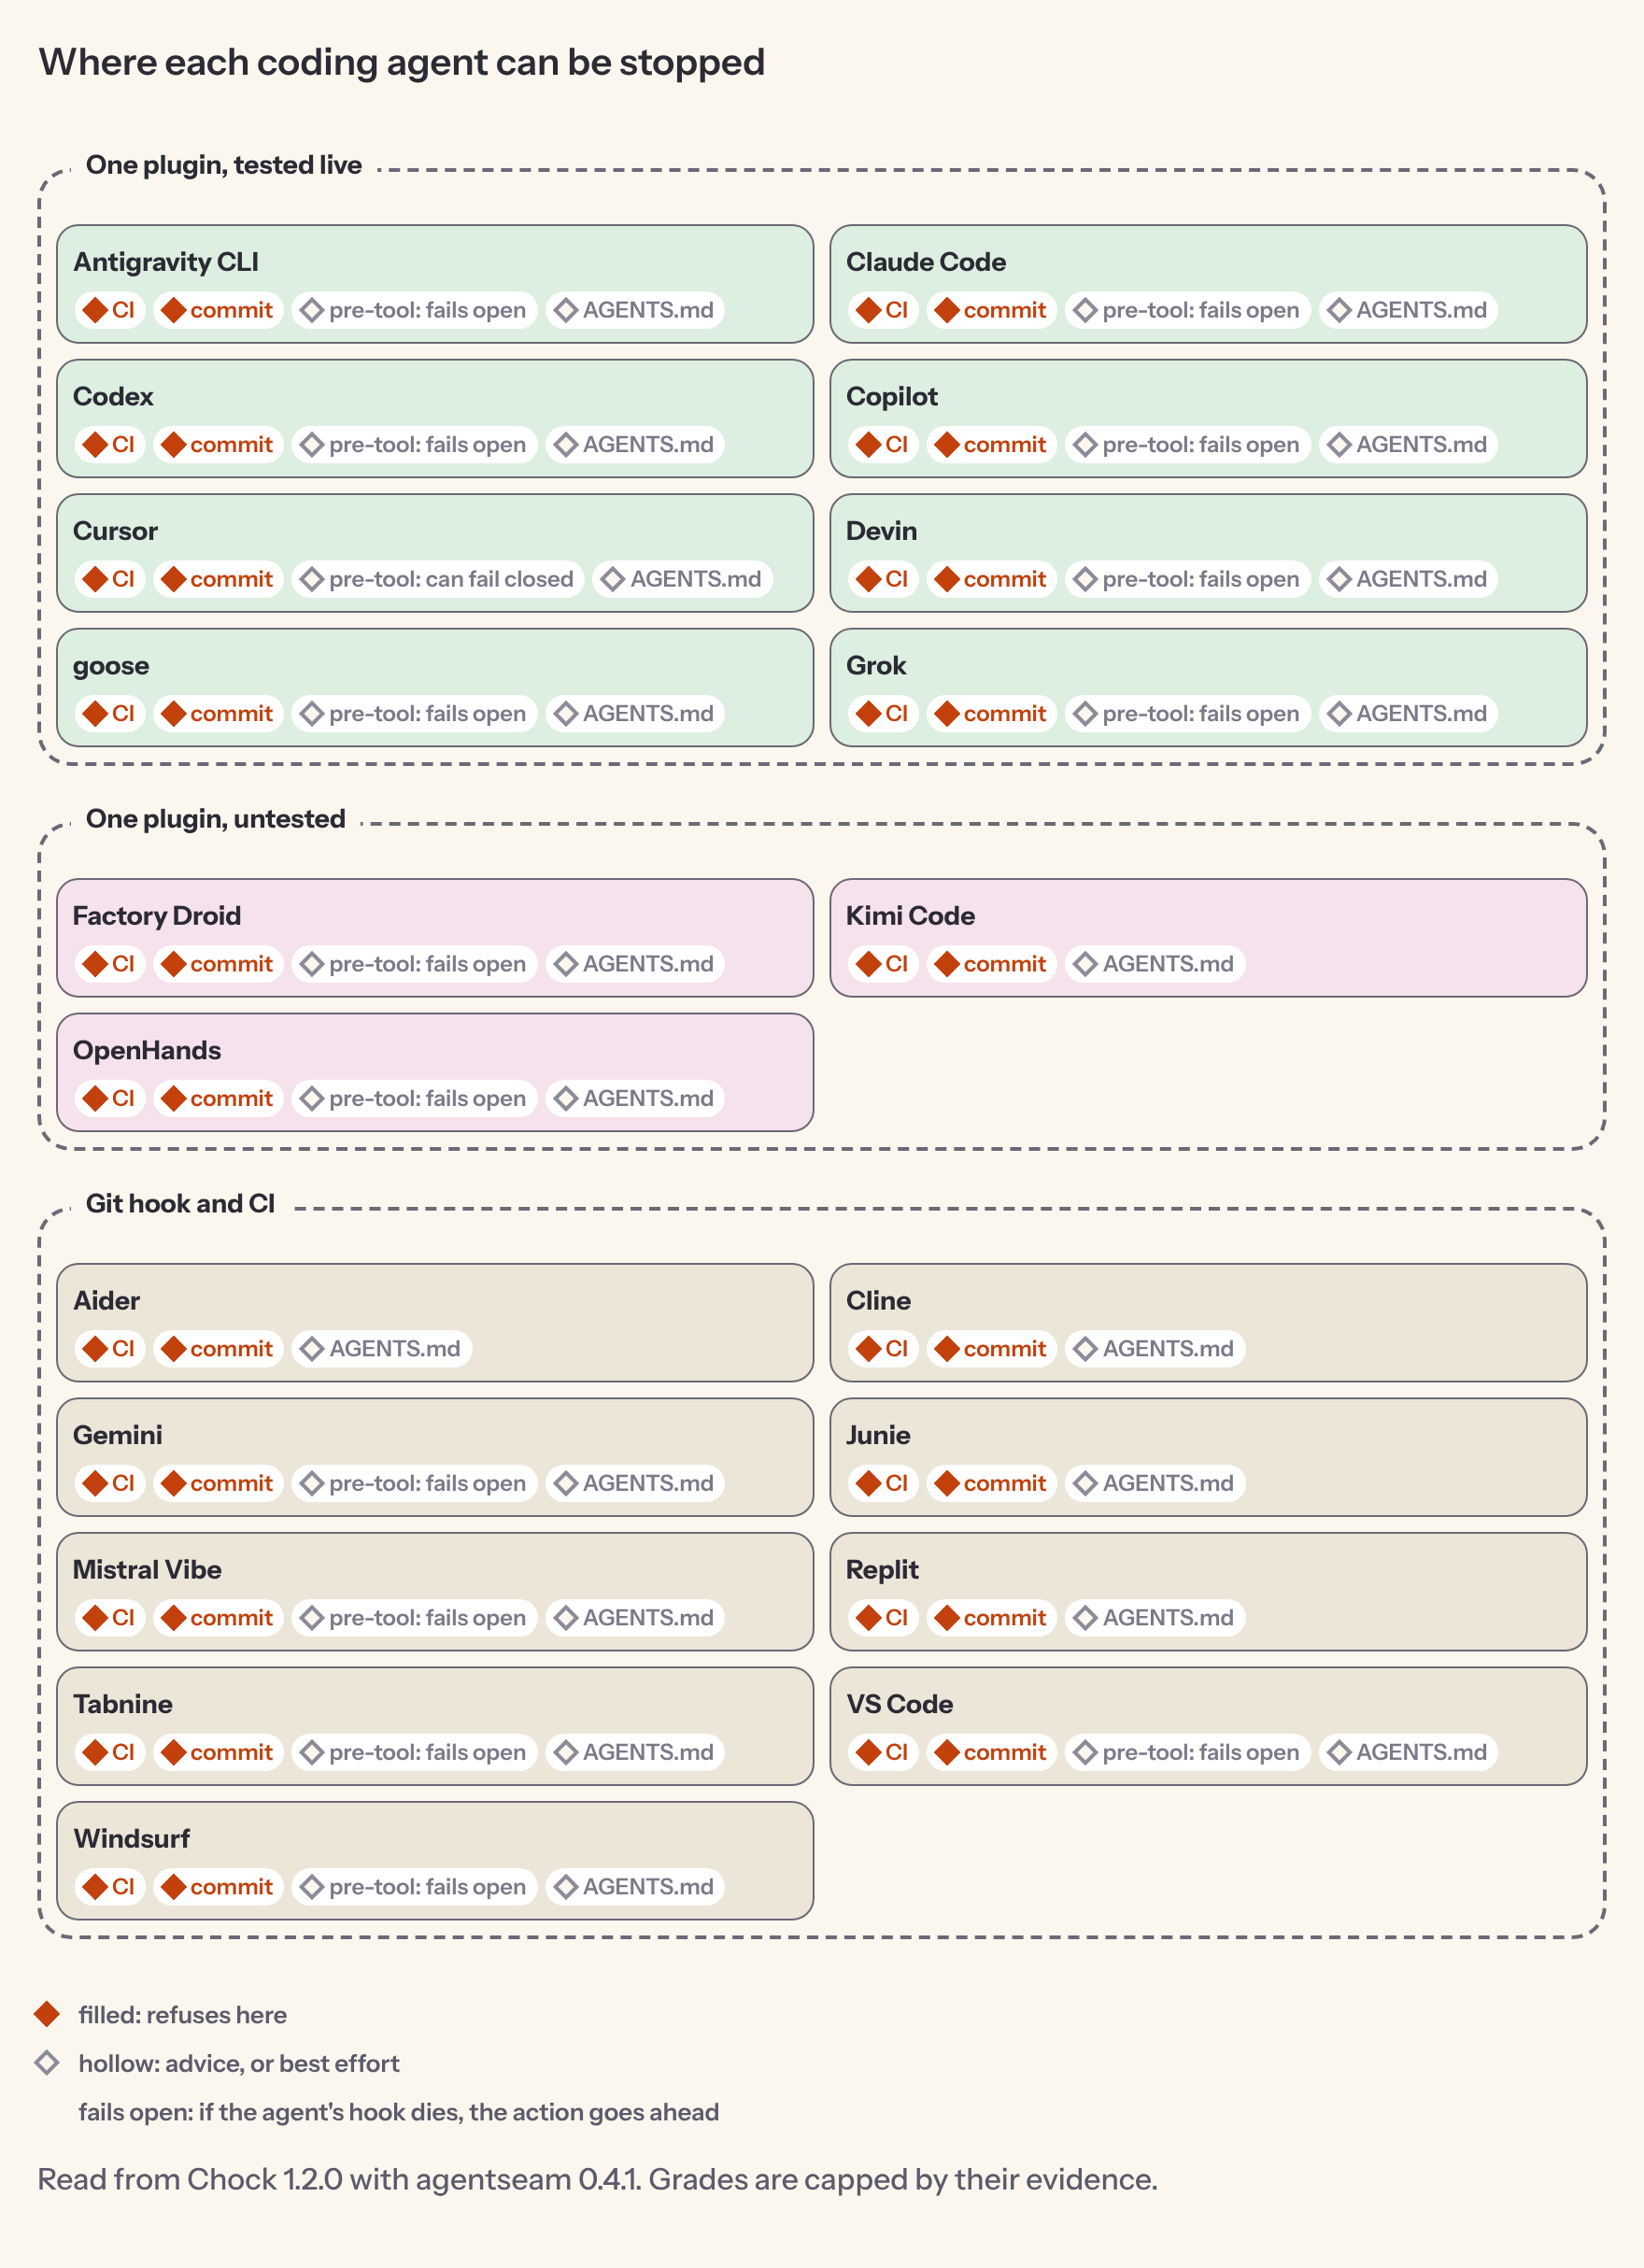 Where each coding agent can be stopped
One plugin, tested live
Antigravity CLI
CI commit pre-tool: fails open AGENTS.md
Claude Code
CI commit pre-tool: fails open AGENTS.md
Codex
CI commit pre-tool: fails open AGENTS.md
Copilot
CI commit pre-tool: fails open AGENTS.md
Cursor
CI commit pre-tool: can fail closed AGENTS.md
Devin
CI commit pre-tool: fails open AGENTS.md
goose
CI commit pre-tool: fails open AGENTS.md
Grok
CI commit pre-tool: fails open AGENTS.md
One plugin, untested
Factory Droid
CI commit pre-tool: fails open AGENTS.md
Kimi Code
CI commit AGENTS.md
OpenHands
CI commit pre-tool: fails open AGENTS.md
Git hook and CI
Aider
CI commit AGENTS.md
Cline
CI commit AGENTS.md
Gemini
CI commit pre-tool: fails open AGENTS.md
Junie
CI commit AGENTS.md
Mistral Vibe
CI commit pre-tool: fails open AGENTS.md
Replit
CI commit AGENTS.md
Tabnine
CI commit pre-tool: fails open AGENTS.md
VS Code
CI commit pre-tool: fails open AGENTS.md
Windsurf
CI commit pre-tool: fails open AGENTS.md
filled: refuses here
hollow: advice, or best effort
fails open: if the agent's hook dies, the action goes ahead
Read from Chock 1.2.0 with agentseam 0.4.1. Grades are capped by their evidence.